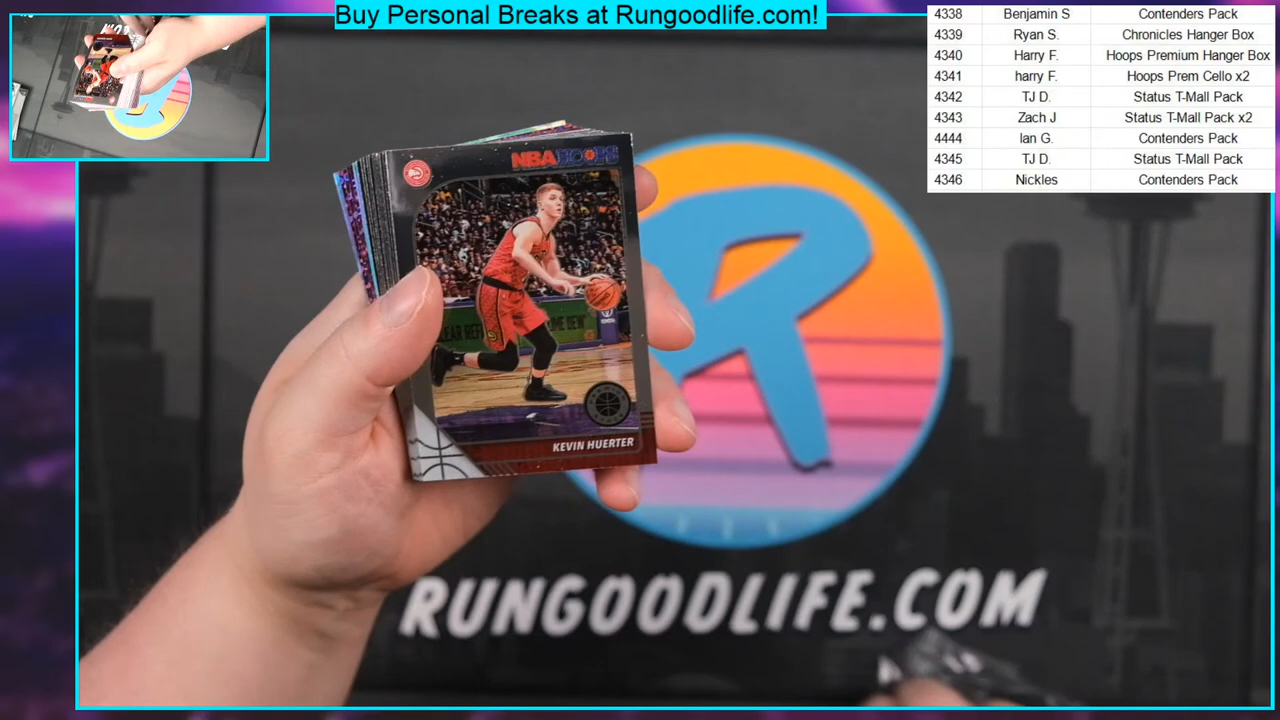 Buy Personal Breaks at Rungoodlife.com!
4338 Benjamin S Contenders Pack
4339 Ryan S. Chronicles Hanger Box
4340 Harry F. Hoops Premium Hanger Box
4341 harry F. Hoops Prem Cello x2
4342 TJ D. Status T-Mall Pack
4343 Zach J Status T-Mall Pack x2
4444 Ian G. Contenders Pack
4345 TJ D. Status T-Mall Pack
4346 Nickles Contenders Pack
NBA HOOPS
KEVIN HUERTER
R
RUNGOODLIFE.COM